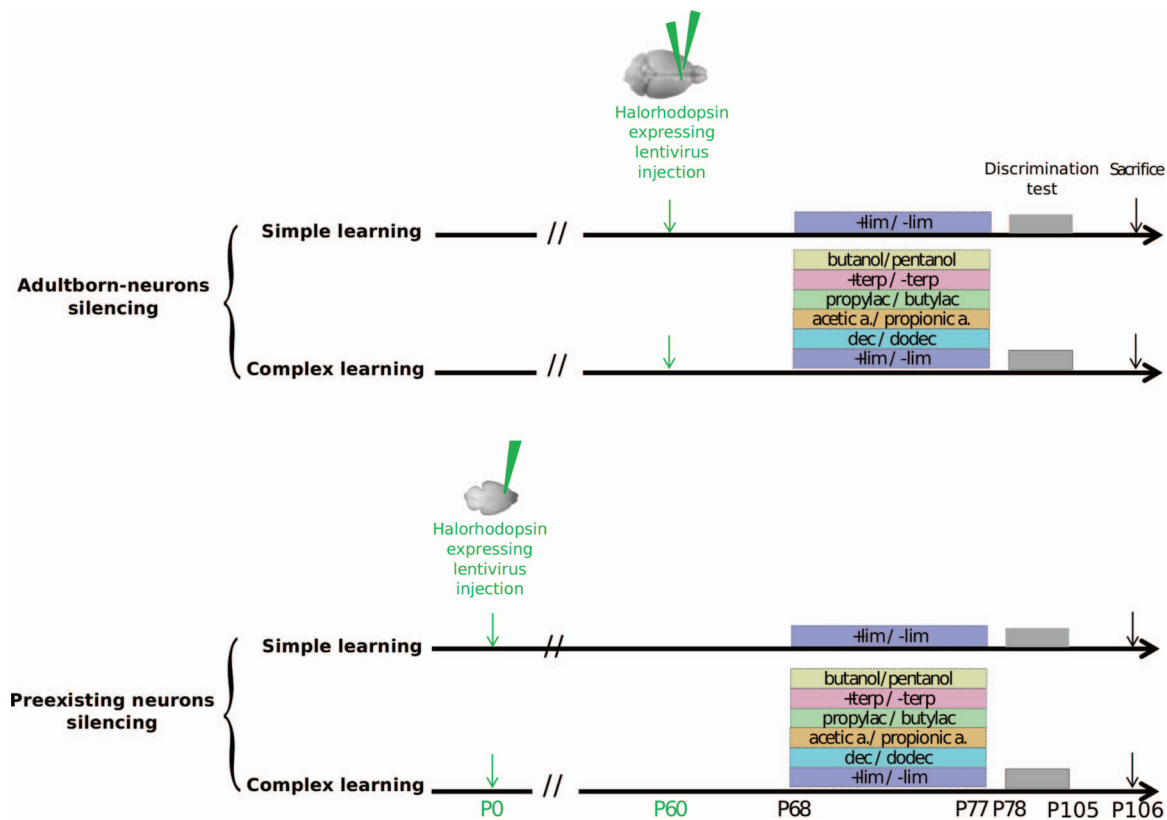 Halorhodopsin
expressing
lentivirus
injection
Discrimination
test
Sacrifice
Adultborn-neurons
silencing
Simple learning
//
+lim / -lim
butanol/pentanol
+terp / -terp
propylac / butylac
acetic a./ propionic a.
dec / dodec
+lim / -lim
Complex learning
//
Halorhodopsin
expressing
lentivirus
injection
Preexisting neurons
silencing
Simple learning
//
+lim / -lim
butanol/pentanol
+terp / -terp
propylac / butylac
acetic a./ propionic a.
dec / dodec
+lim / -lim
Complex learning
//
P0 P60 P68 P77 P78 P105 P106